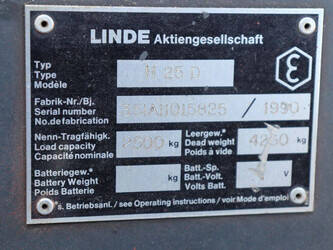 LINDE Aktiengesellschaft
Typ
Type H 25 D
Modèle
Fabrik-Nr./Bj.
Serial number / 1990
No.de fabrication
Nenn-Tragfähigk. Leergew.*
Load capacity 2500 kg Dead weight kg
Capacité nominale Poids à vide
Batteriegew.* Batt.-Sp.
Battery Weight kg Batt.-Volt. V
Poids Batterie Volts Batt.
*s. Betriebsanl. / see Operating instructions / voir Mode d'emploi